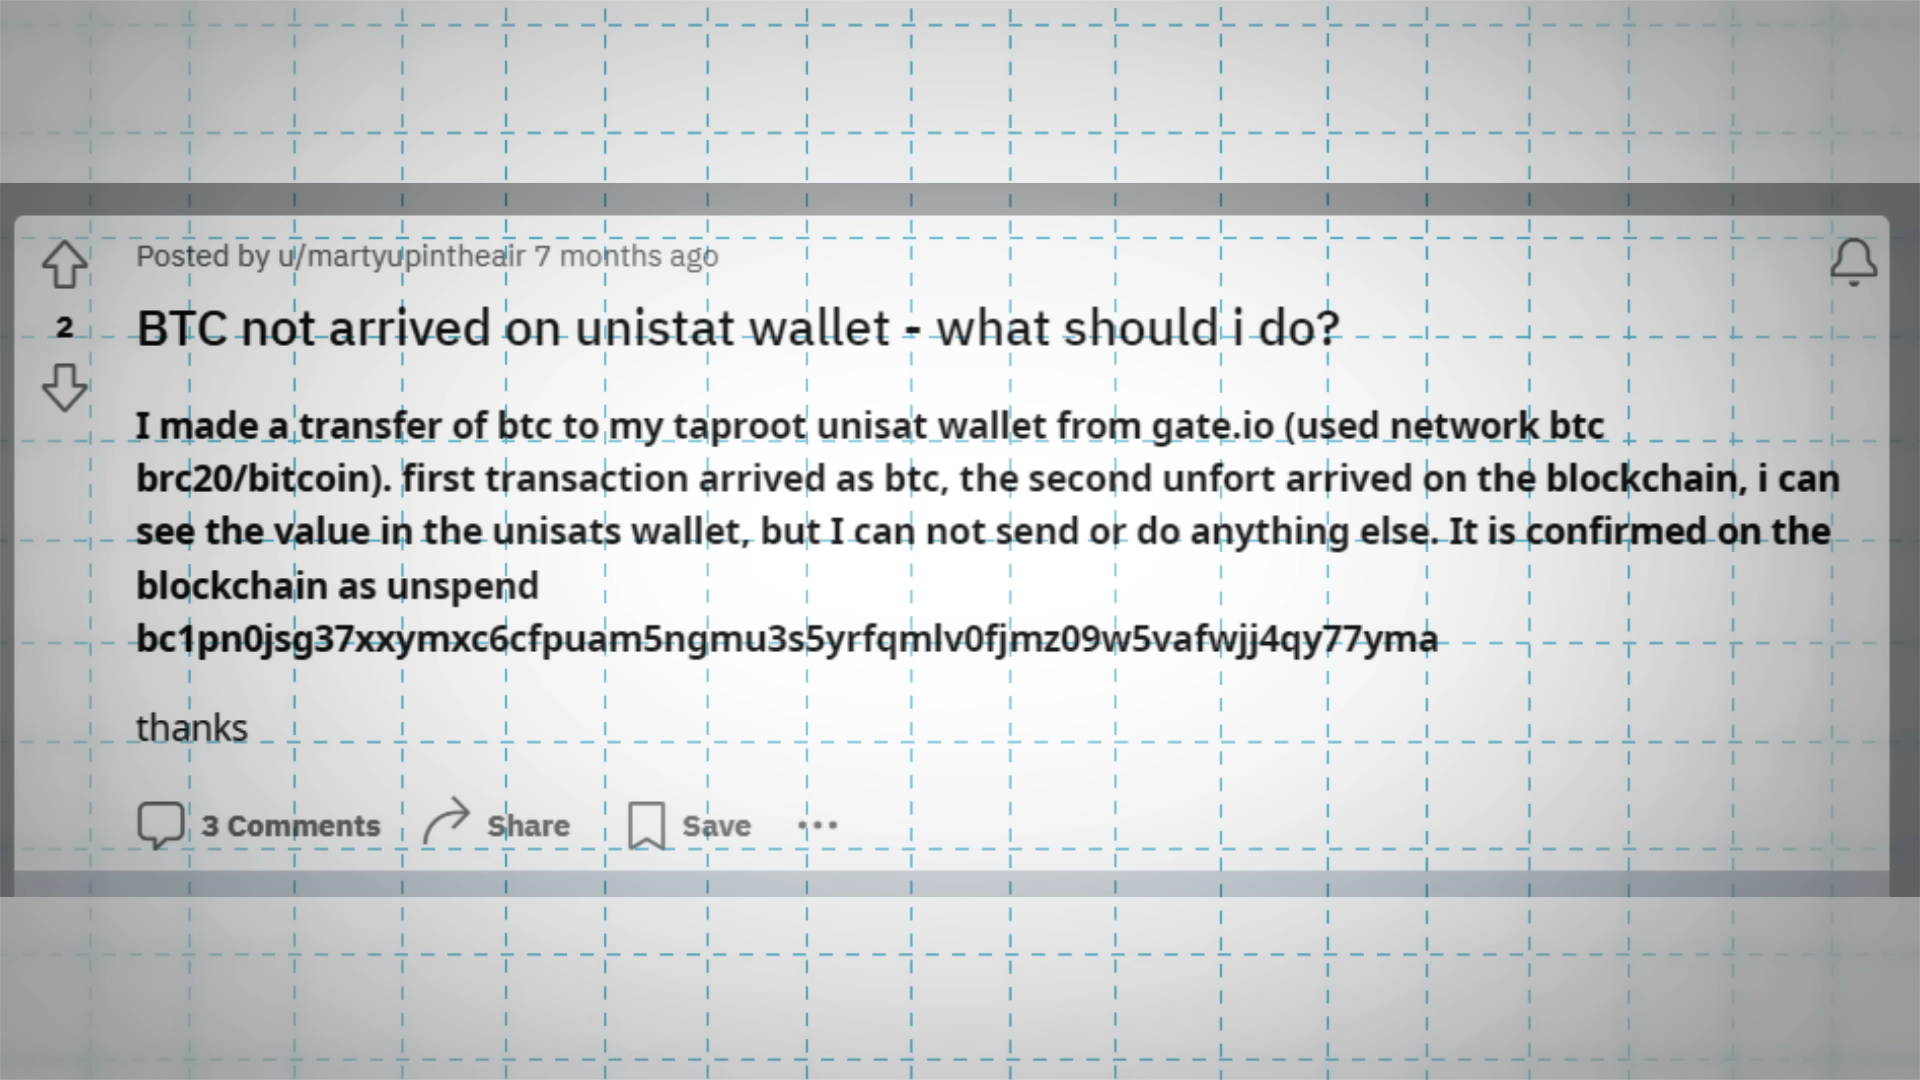 Posted by u/martyupintheair 7 months ago
2
BTC not arrived on unistat wallet - what should i do?
I made a transfer of btc to my taproot unisat wallet from gate.io (used network btc
brc20/bitcoin). first transaction arrived as btc, the second unfort arrived on the blockchain, i can
see the value in the unisats wallet, but I can not send or do anything else. It is confirmed on the
blockchain as unspend
bc1pn0jsg37xxymxc6cfpuam5ngmu3s5yrfqmlv0fjmz09w5vafwjj4qy77yma
thanks
3 Comments Share Save